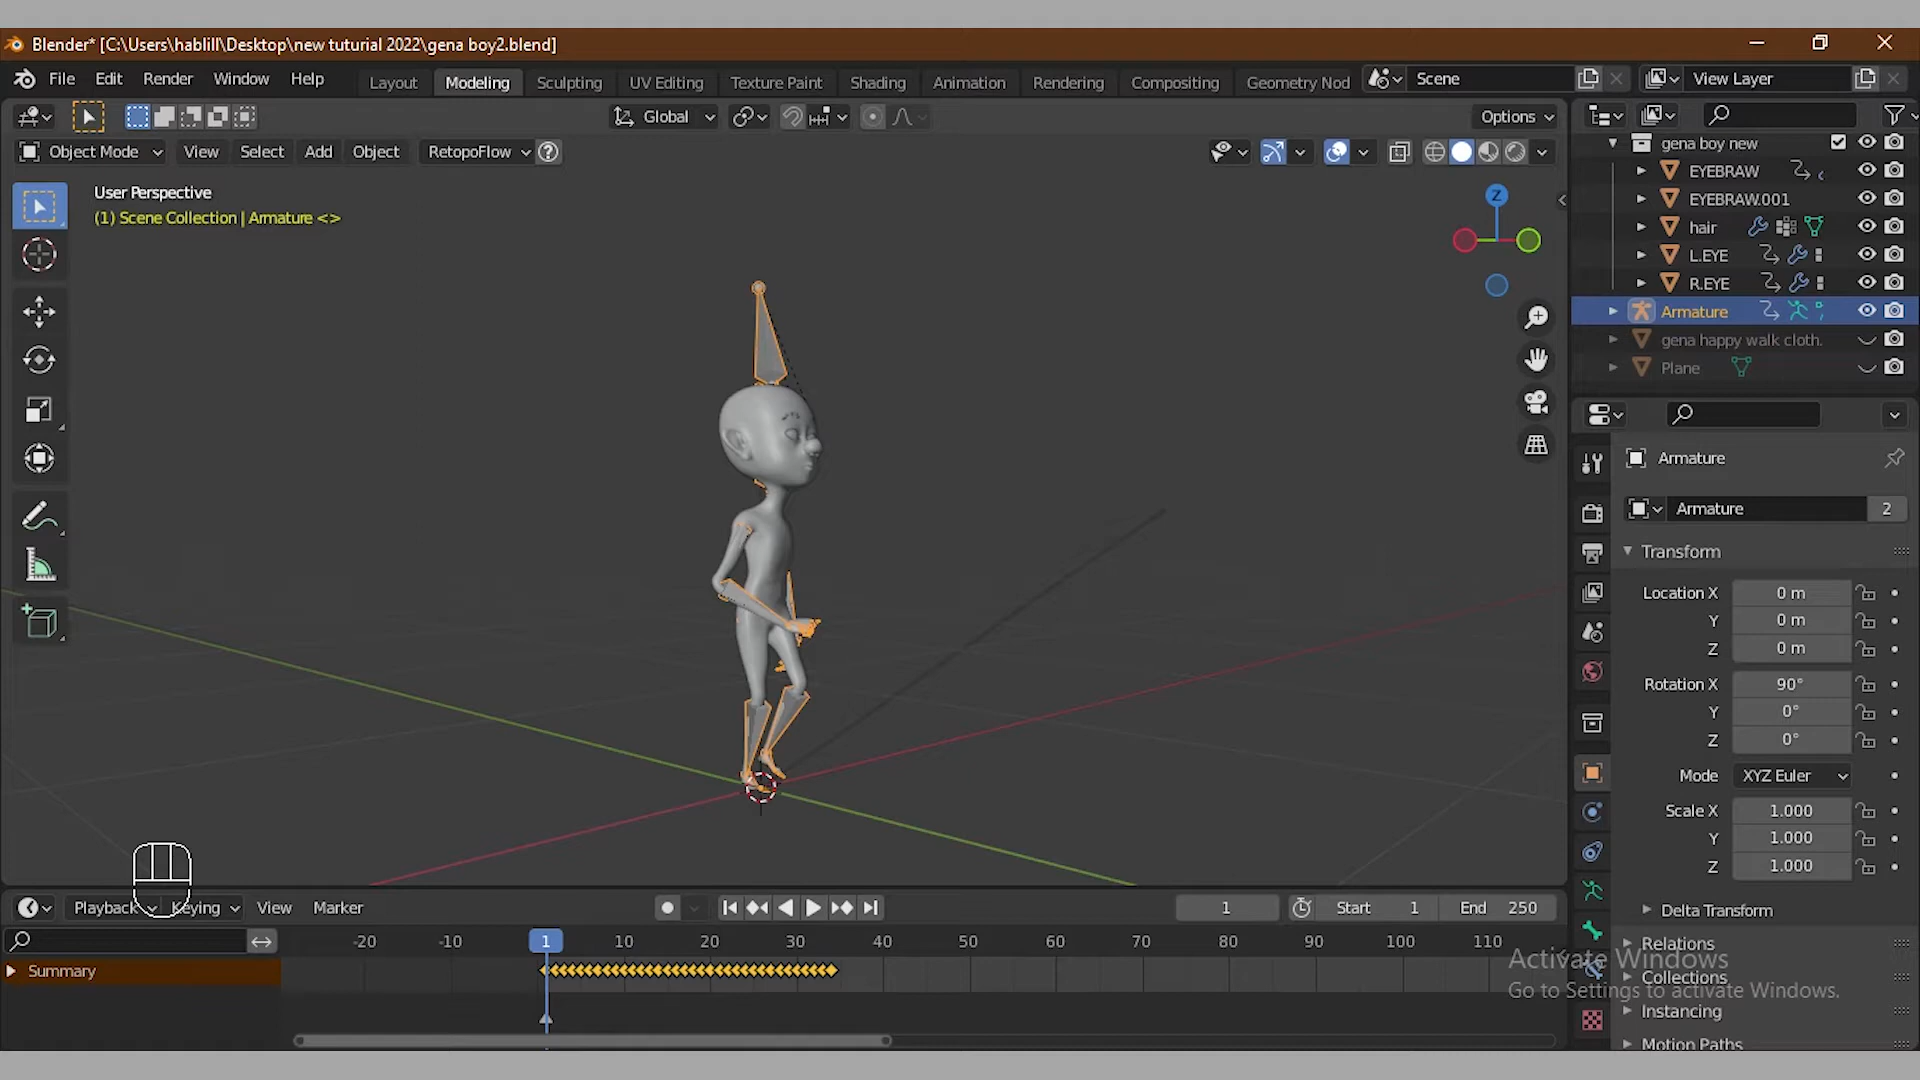 Blender* [C:\Users\hablill\Desktop\new tuturial 2022\gena boy2.blend]
File Edit Render Window Help Layout Modeling Sculpting UV Editing Texture Paint Shading Animation Rendering Compositing Geometry Nod Scene View Layer
Global Options
Object Mode View Select Add Object RetopoFlow
User Perspective
(1) Scene Collection | Armature <>
Z
gena boy new
EYEBRAW
EYEBRAW.001
hair
L.EYE
R.EYE
Armature
gena happy walk cloth.
Plane
Armature
Armature 2
Transform
Location X 0 m
Y 0 m
Z 0 m
Rotation X 90°
Y 0°
Z 0°
Mode XYZ Euler
Scale X 1.000
Y 1.000
Z 1.000
Delta Transform
Relations
Collections
Instancing
Motion Paths
Activate Windows
Go to Settings to activate Windows.
Playback Keying View Marker 1 Start 1 End 250
-20 -10 1 10 20 30 40 50 60 70 80 90 100 110
Summary